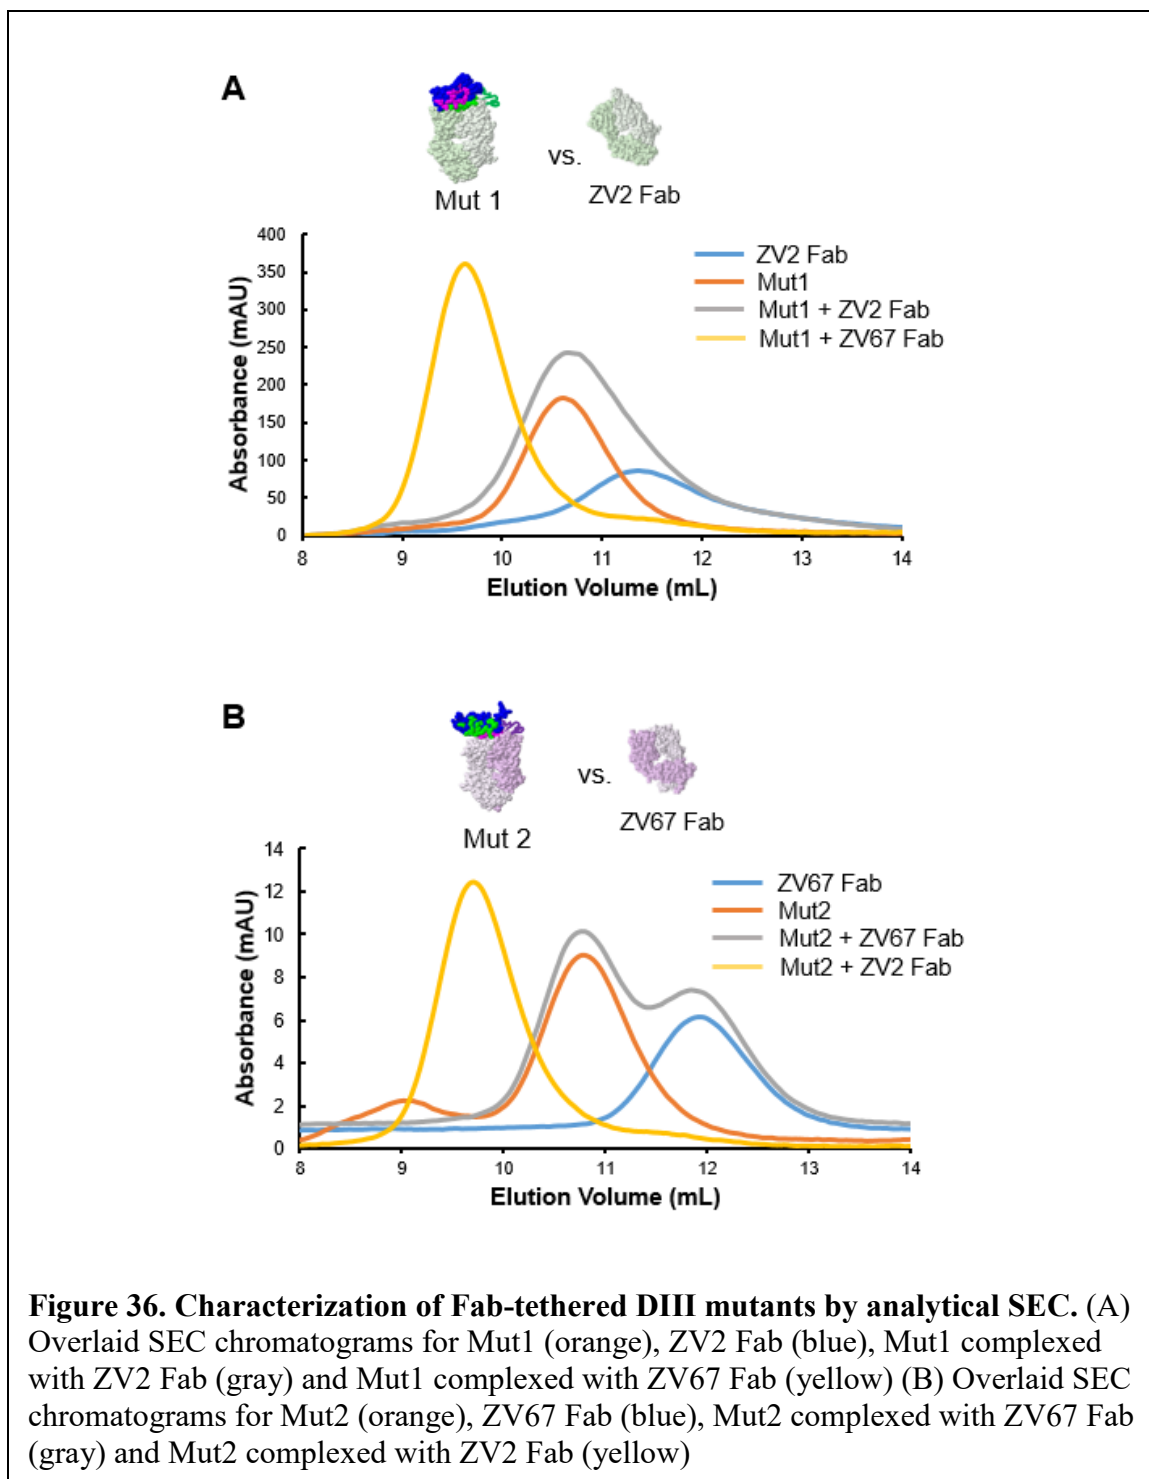 A
vs.
Mut 1
ZV2 Fab
400
350
300
250
200
150
100
50
0
Absorbance (mAU)
ZV2 Fab
Mut1
Mut1 + ZV2 Fab
Mut1 + ZV67 Fab
8 9 10 11 12 13 14
Elution Volume (mL)
B
vs.
Mut 2
ZV67 Fab
14
12
10
8
6
4
2
0
Absorbance (mAU)
ZV67 Fab
Mut2
Mut2 + ZV67 Fab
Mut2 + ZV2 Fab
8 9 10 11 12 13 14
Elution Volume (mL)
Figure 36. Characterization of Fab-tethered DIII mutants by analytical SEC. (A)
Overlaid SEC chromatograms for Mut1 (orange), ZV2 Fab (blue), Mut1 complexed
with ZV2 Fab (gray) and Mut1 complexed with ZV67 Fab (yellow) (B) Overlaid SEC
chromatograms for Mut2 (orange), ZV67 Fab (blue), Mut2 complexed with ZV67 Fab
(gray) and Mut2 complexed with ZV2 Fab (yellow)